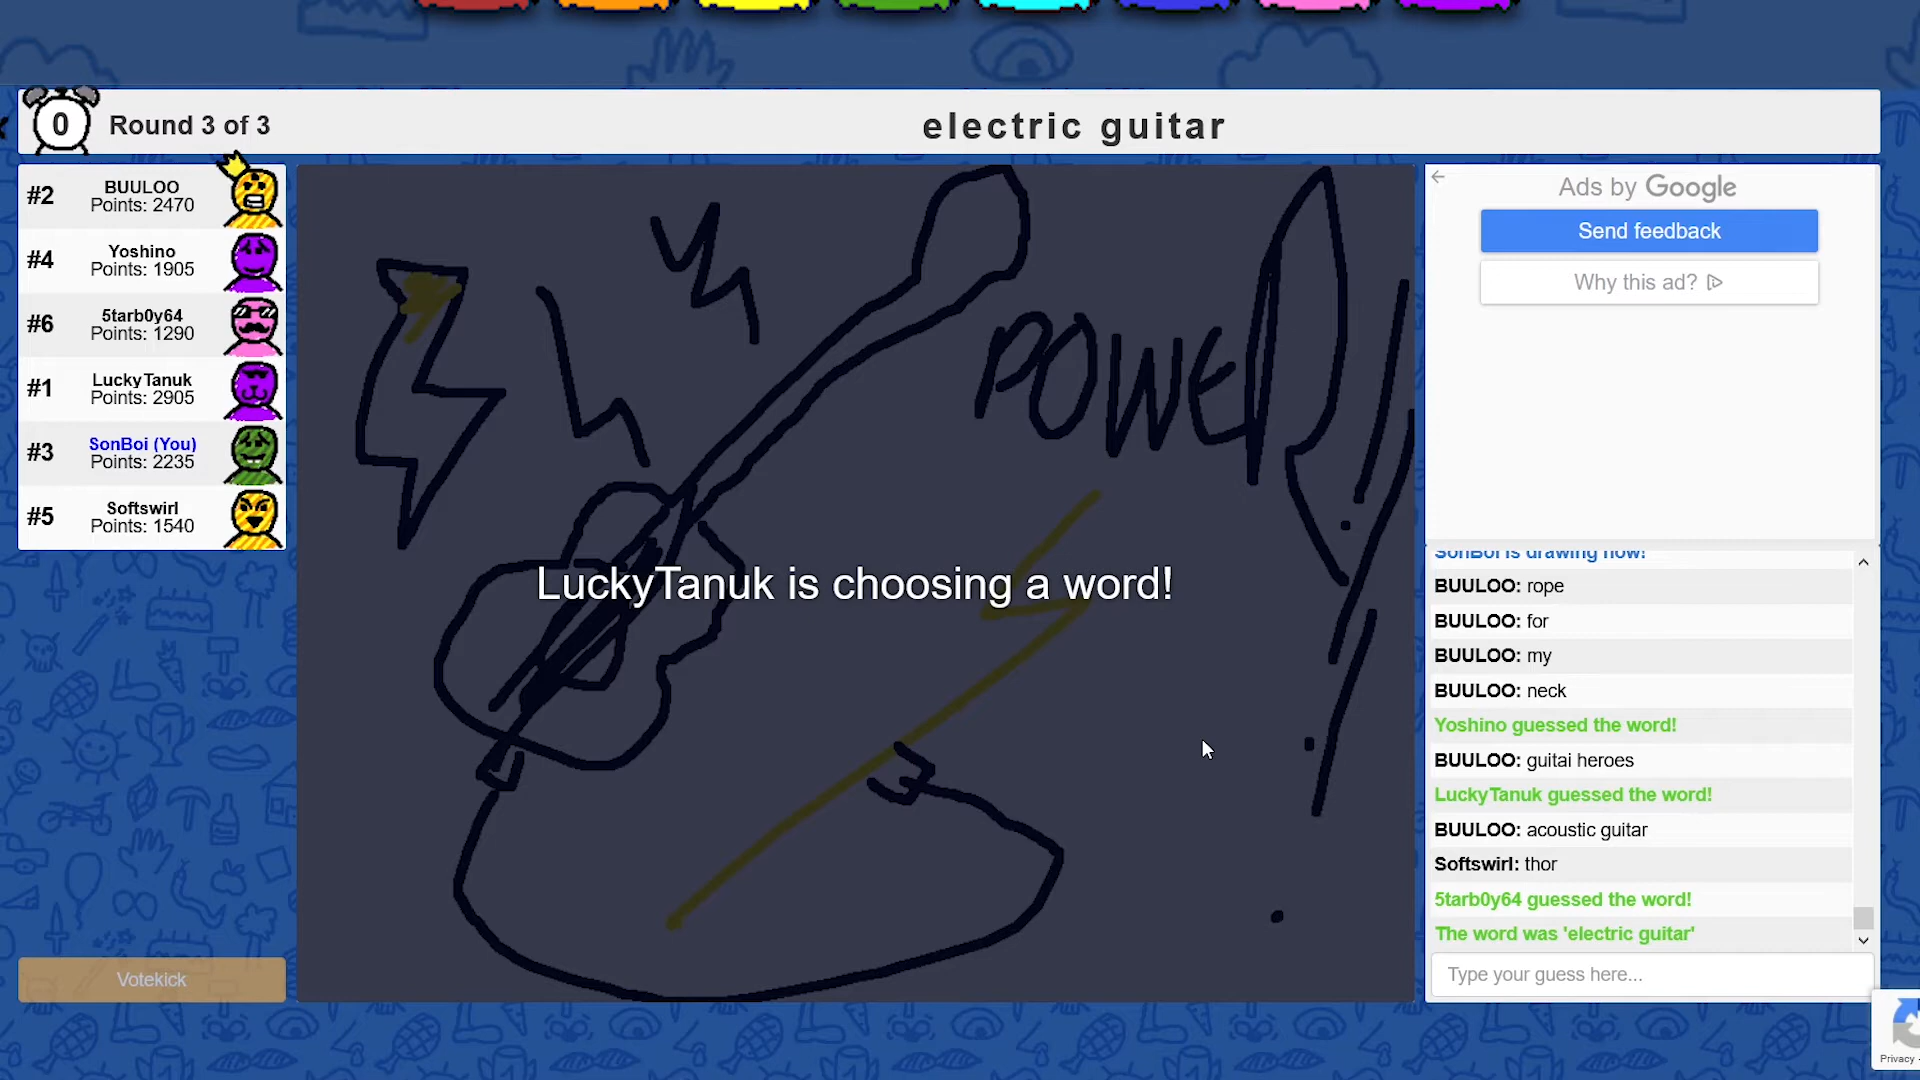 0
Round 3 of 3
electric guitar
#2
BUULOO
Points: 2470
#4
Yoshino
Points: 1905
#6
5tarb0y64
Points: 1290
#1
LuckyTanuk
Points: 2905
#3
SonBoi (You)
Points: 2235
#5
Softswirl
Points: 1540
Votekick
POWER!!
LuckyTanuk is choosing a word!
Ads by Google
Send feedback
Why this ad?
SonBoi is drawing now!
BUULOO: rope
BUULOO: for
BUULOO: my
BUULOO: neck
Yoshino guessed the word!
BUULOO: guitai heroes
LuckyTanuk guessed the word!
BUULOO: acoustic guitar
Softswirl: thor
5tarb0y64 guessed the word!
The word was 'electric guitar'
Type your guess here...
Privacy -